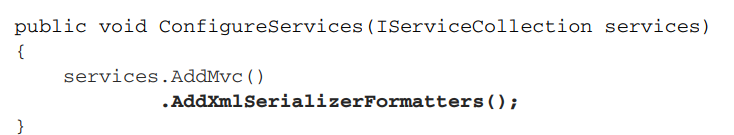 public void ConfigureServices(IServiceCollection services)
{
    services.AddMvc()
            .AddXmlSerializerFormatters();
}